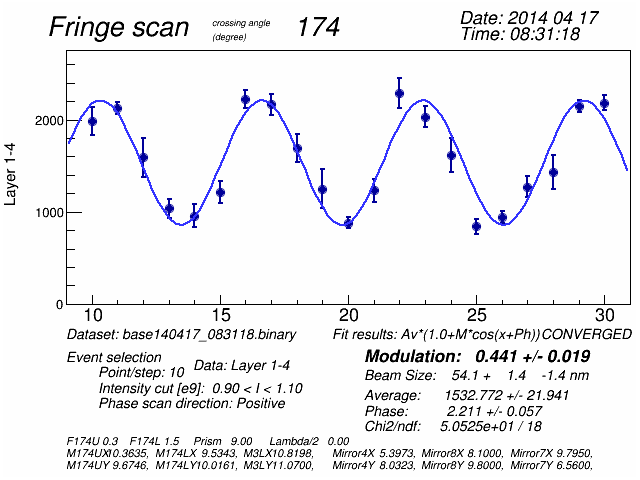 Fringe scan crossing angle (degree) 174
Date: 2014 04 17
Time: 08:31:18
Layer 1-4
2000
1000
0
10 15 20 25 30
Dataset: base140417_083118.binary Fit results: Av*(1.0+M*cos(x+Ph))CONVERGED
Event selection
Point/step: 10 Data: Layer 1-4
Intensity cut [e9]: 0.90 < I < 1.10
Phase scan direction: Positive
Modulation: 0.441 +/- 0.019
Beam Size: 54.1 + 1.4 -1.4 nm
Average: 1532.772 +/- 21.941
Phase: 2.211 +/- 0.057
Chi2/ndf: 5.0525e+01 / 18
F174U 0.3 F174L 1.5 Prism 9.00 Lambda/2 0.00
M174UX10.3635, M174LX 9.5343, M3LX10.8198, Mirror4X 5.3973, Mirror8X 8.1000, Mirror7X 9.7950,
M174UY 9.6746, M174LY10.0161, M3LY11.0700, Mirror4Y 8.0323, Mirror8Y 9.8000, Mirror7Y 6.5600,